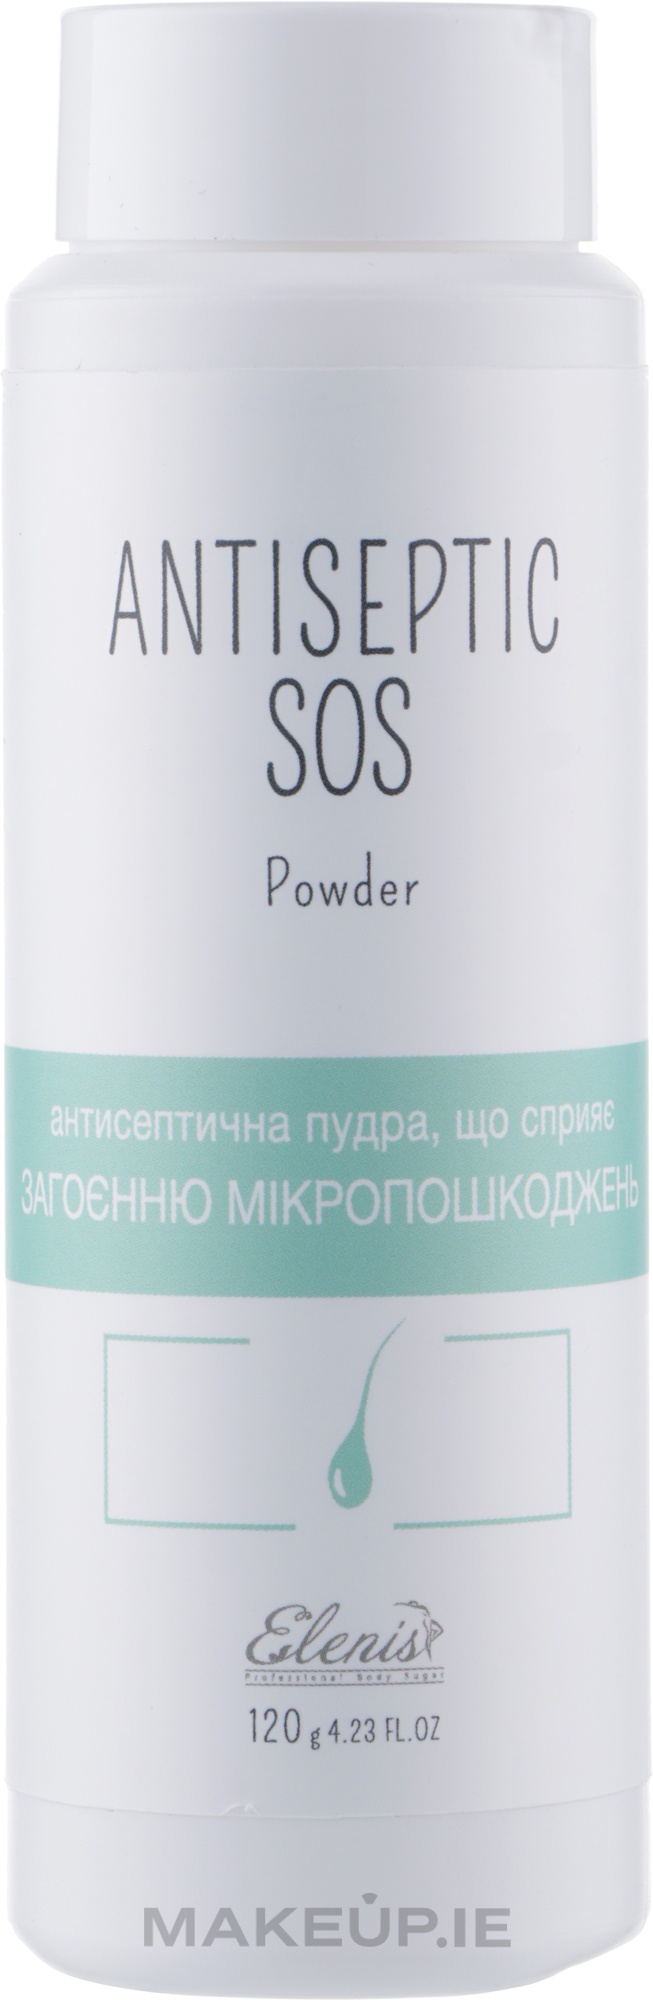 ANTISEPTIC
SOS
Powder
антисептична пудра, що сприяє
ЗАГОЄННЮ МІКРОПОШКОДЖЕНЬ
Elenis
Professional Body Sugar
120 g 4.23 FL.OZ
MAKEUP.IE